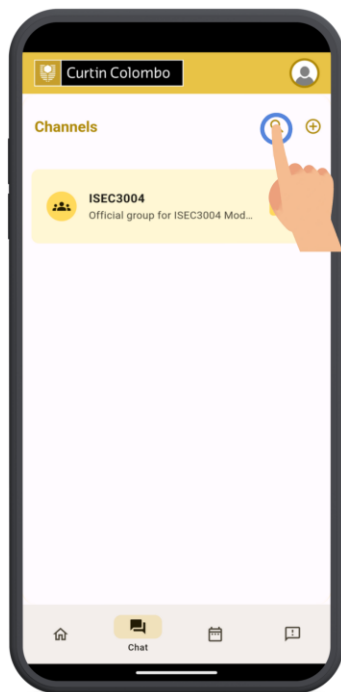 Curtin Colombo
Channels
ISEC3004
Official group for ISEC3004 Mod...
Chat